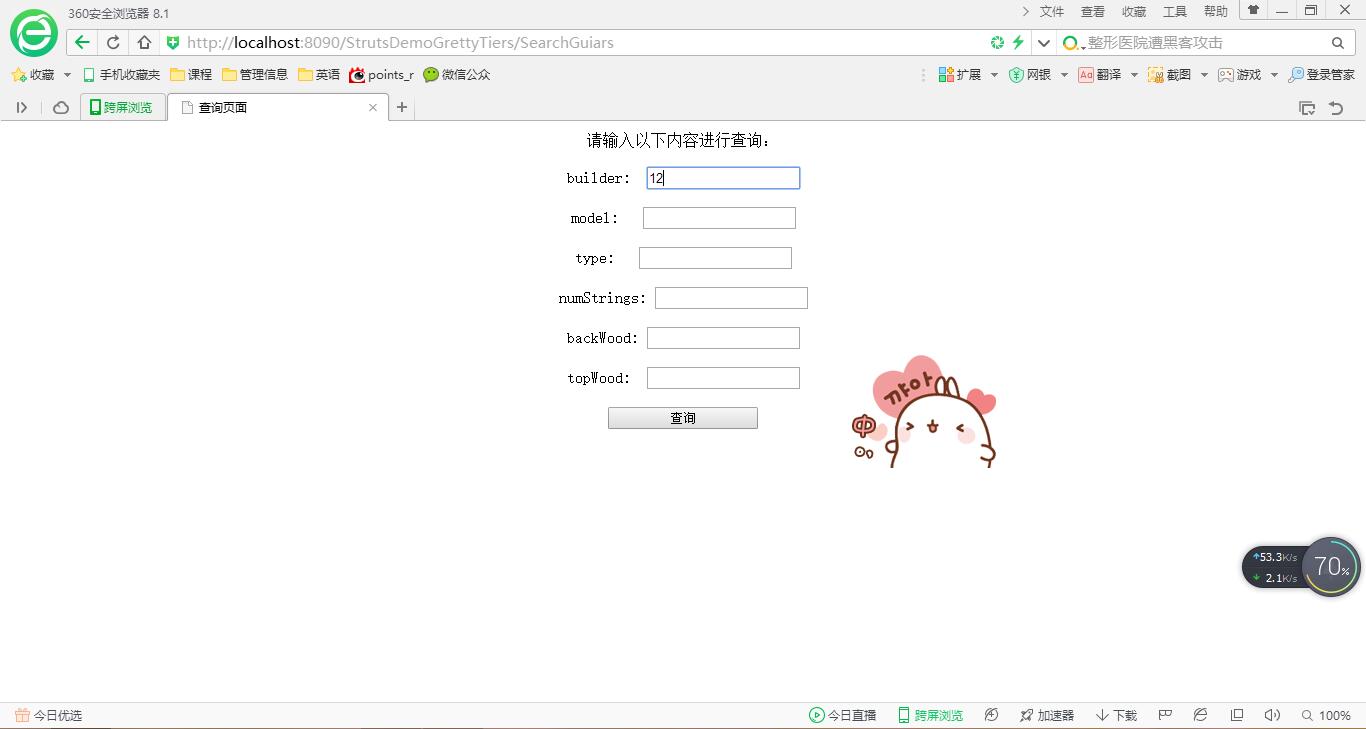 360安全浏览器 8.1
文件 查看 收藏 工具 帮助
http://localhost:8090/StrutsDemoGrettyTiers/SearchGuiars
整形医院遭黑客攻击
收藏 手机收藏夹 课程 管理信息 英语 points_r 微信公众 扩展 网银 Aa 翻译 截图 游戏 登录管家
跨屏浏览 查询页面
请输入以下内容进行查询：
builder: 12
model:
type:
numStrings:
backWood:
topWood:
查询
꺄아
53.3K/s
2.1K/s
70%
今日优选 今日直播 跨屏浏览 加速器 下载 100%